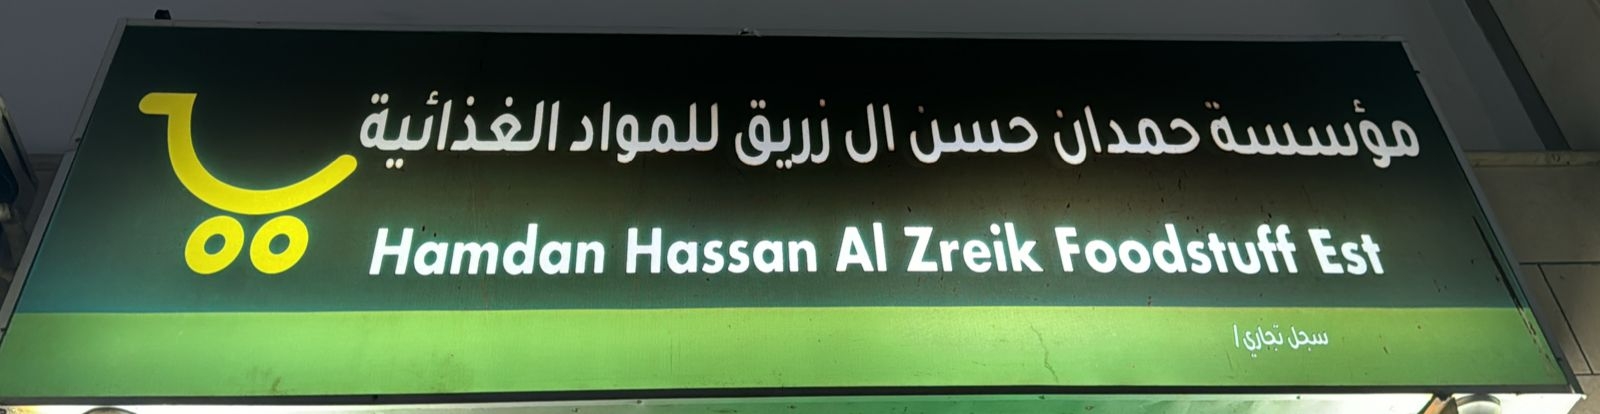 مؤسسة حمدان حسن ال زريق للمواد الغذائية
Hamdan Hassan Al Zreik Foodstuff Est
سجل تجاري /